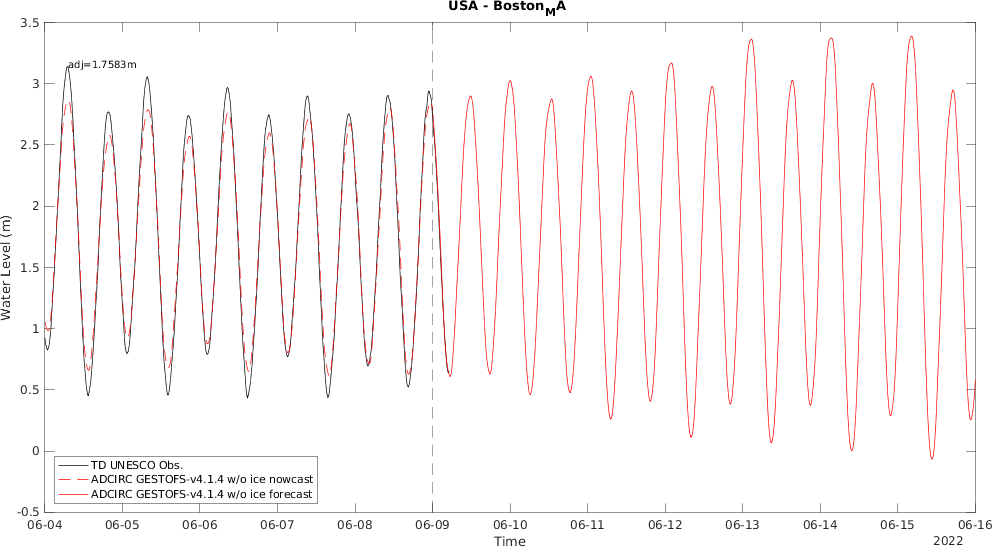 USA - Boston_MA
3.5
3
2.5
2
1.5
1
0.5
0
-0.5
Water Level (m)
adj=1.7583m
TD UNESCO Obs.
ADCIRC GESTOFS-v4.1.4 w/o ice nowcast
ADCIRC GESTOFS-v4.1.4 w/o ice forecast
06-04 06-05 06-06 06-07 06-08 06-09 06-10 06-11 06-12 06-13 06-14 06-15 06-16
Time
2022